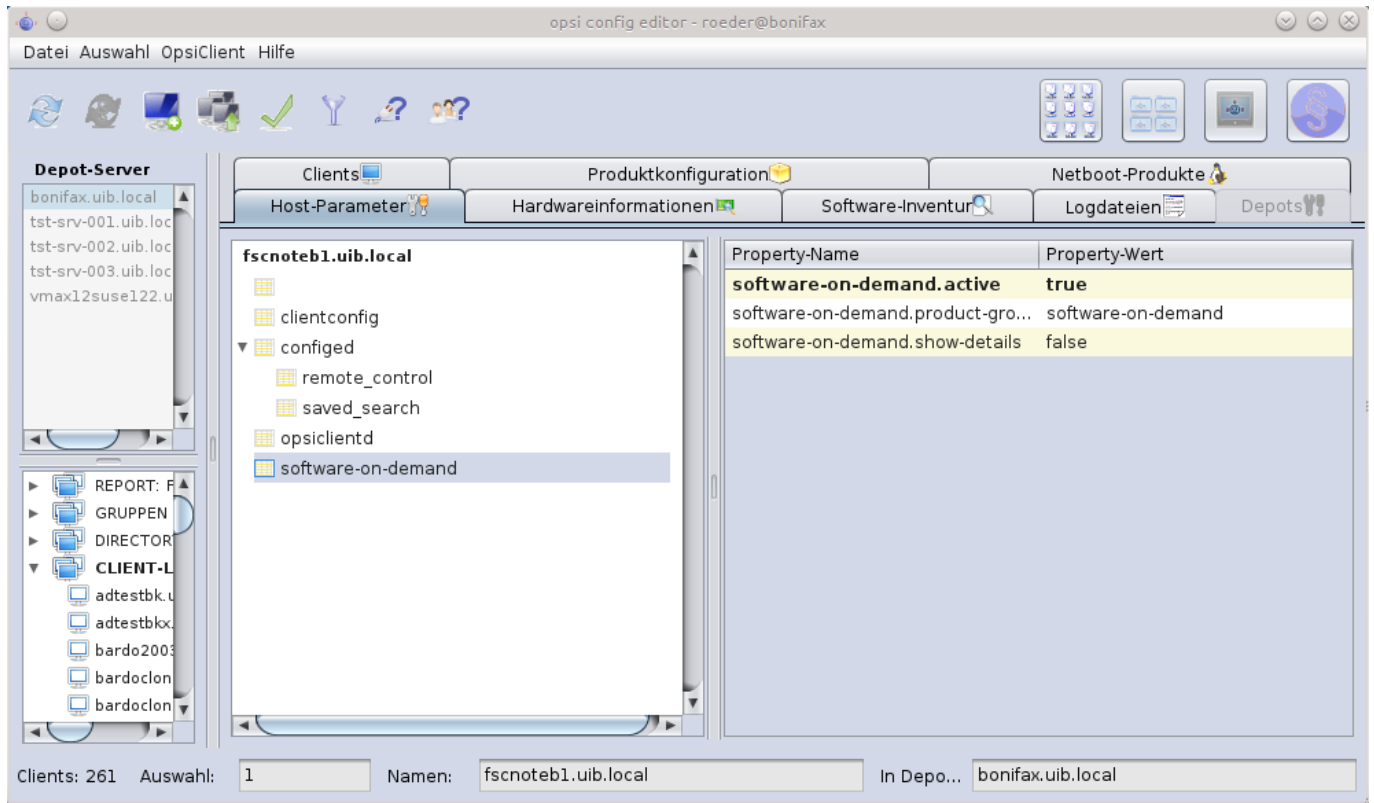 opsi config editor - roeder@bonifax
Datei Auswahl OpsiClient Hilfe
Depot-Server
bonifax.uib.local
tst-srv-001.uib.loc
tst-srv-002.uib.loc
tst-srv-003.uib.loc
vmax12suse122.u
REPORT: F
GRUPPEN
DIRECTOR
CLIENT-L
adtestbk.u
adtestbkx.
bardo2003
bardoclon
bardoclon
Clients Produktkonfiguration Netboot-Produkte
Host-Parameter Hardwareinformationen Software-Inventur Logdateien Depots
fscnoteb1.uib.local
clientconfig
configed
remote_control
saved_search
opsiclientd
software-on-demand
Property-Name Property-Wert
software-on-demand.active true
software-on-demand.product-gro... software-on-demand
software-on-demand.show-details false
Clients: 261 Auswahl: 1 Namen: fscnoteb1.uib.local In Depo... bonifax.uib.local